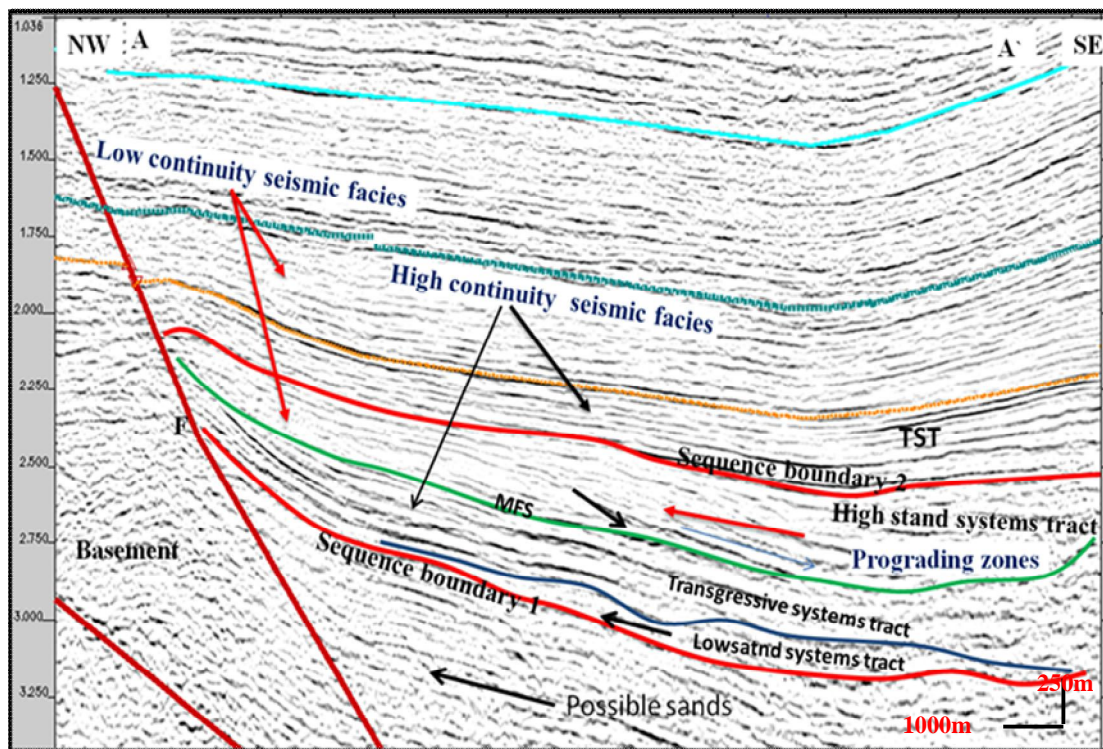 1.036
NW A
A` SE
1.250
Low continuity seismic facies
1.500
1.750
High continuity seismic facies
2.000
2.250
TST
F
Sequence boundary 2
2.500
MFS
High stand systems tract
2.750
Basement
Sequence boundary 1
Prograding zones
Transgressive systems tract
3.000
Lowsatnd systems tract
250m
3.250
Possible sands
1000m